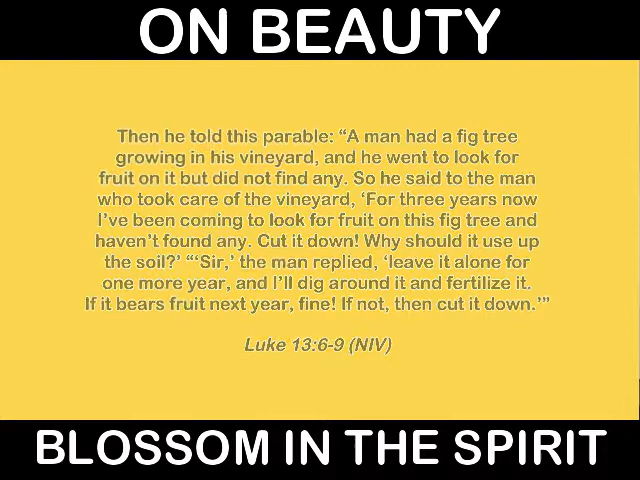 ON BEAUTY
Then he told this parable: “A man had a fig tree
growing in his vineyard, and he went to look for
fruit on it but did not find any. So he said to the man
who took care of the vineyard, ‘For three years now
I’ve been coming to look for fruit on this fig tree and
haven’t found any. Cut it down! Why should it use up
the soil?’ “‘Sir,’ the man replied, ‘leave it alone for
one more year, and I’ll dig around it and fertilize it.
If it bears fruit next year, fine! If not, then cut it down.’”
Luke 13:6-9 (NIV)
BLOSSOM IN THE SPIRIT